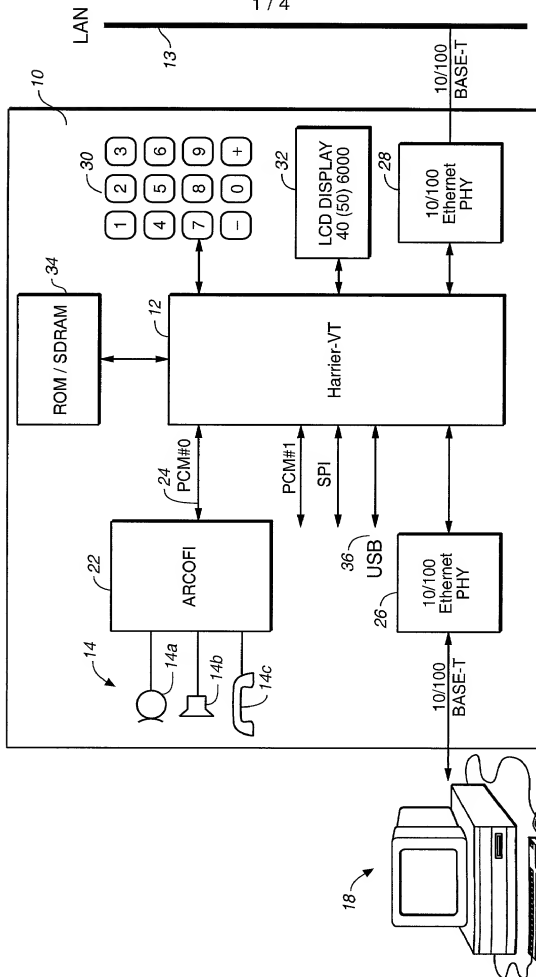 1 / 4
LAN
13
10
10/100
BASE-T
ROM / SDRAM
34
30
1 2 3
4 5 6
7 8 9
− 0 +
12
Harrier-VT
LCD DISPLAY
40 (50) 6000
32
10/100
Ethernet
PHY
28
14
14a
14b
14c
22
ARCOFI
24
PCM#0
PCM#1
SPI
36
USB
26
10/100
Ethernet
PHY
10/100
BASE-T
18